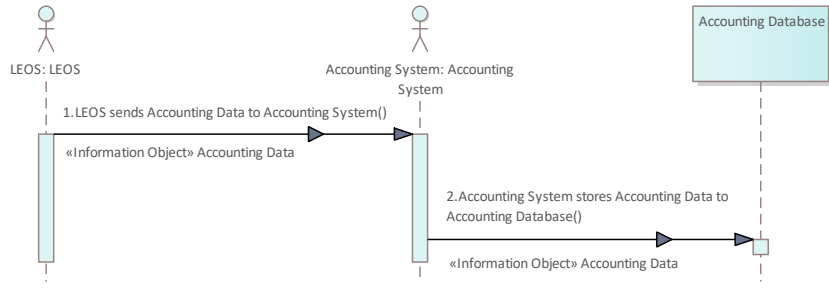 Accounting Database
LEOS: LEOS
Accounting System: Accounting
System
1.LEOS sends Accounting Data to Accounting System()
«Information Object» Accounting Data
2.Accounting System stores Accounting Data to
Accounting Database()
«Information Object» Accounting Data